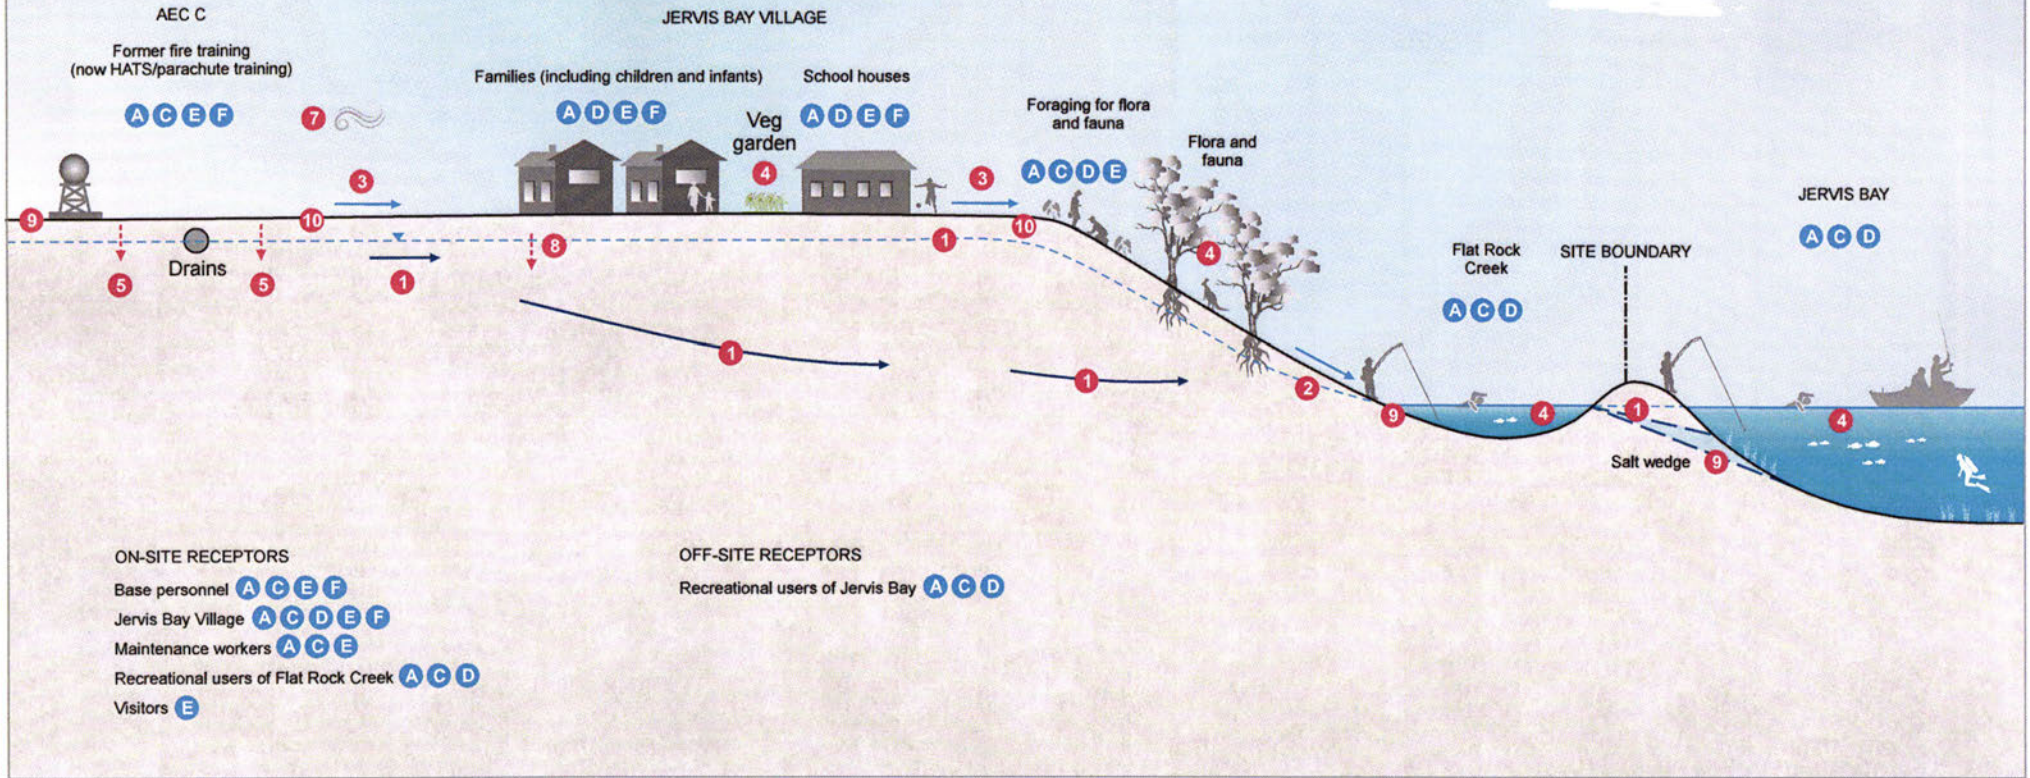 AEC C
JERVIS BAY VILLAGE
Former fire training
(now HATS/parachute training)
A C E F
7
Families (including children and infants)
A D E F
School houses
A D E F
Veg
garden
4
Foraging for flora
and fauna
A C D E
Flora and
fauna
4
3
3
9
10
8
1
10
Drains
5
5
1
1
1
2
JERVIS BAY
A C D
Flat Rock
Creek
A C D
SITE BOUNDARY
9
4
1
4
Salt wedge
9
ON-SITE RECEPTORS
Base personnel A C E F
Jervis Bay Village A C D E F
Maintenance workers A C E
Recreational users of Flat Rock Creek A C D
Visitors E
OFF-SITE RECEPTORS
Recreational users of Jervis Bay A C D